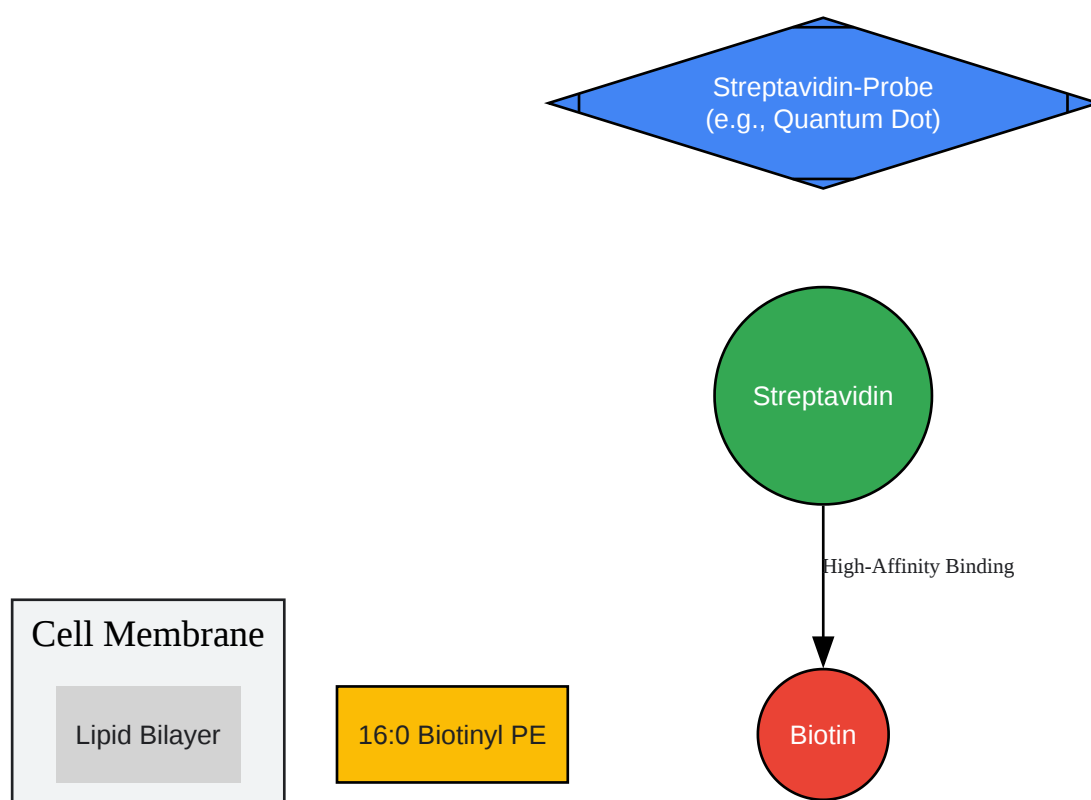 Streptavidin-Probe
(e.g., Quantum Dot)
Streptavidin
High-Affinity Binding
Cell Membrane
Lipid Bilayer
16:0 Biotinyl PE
Biotin